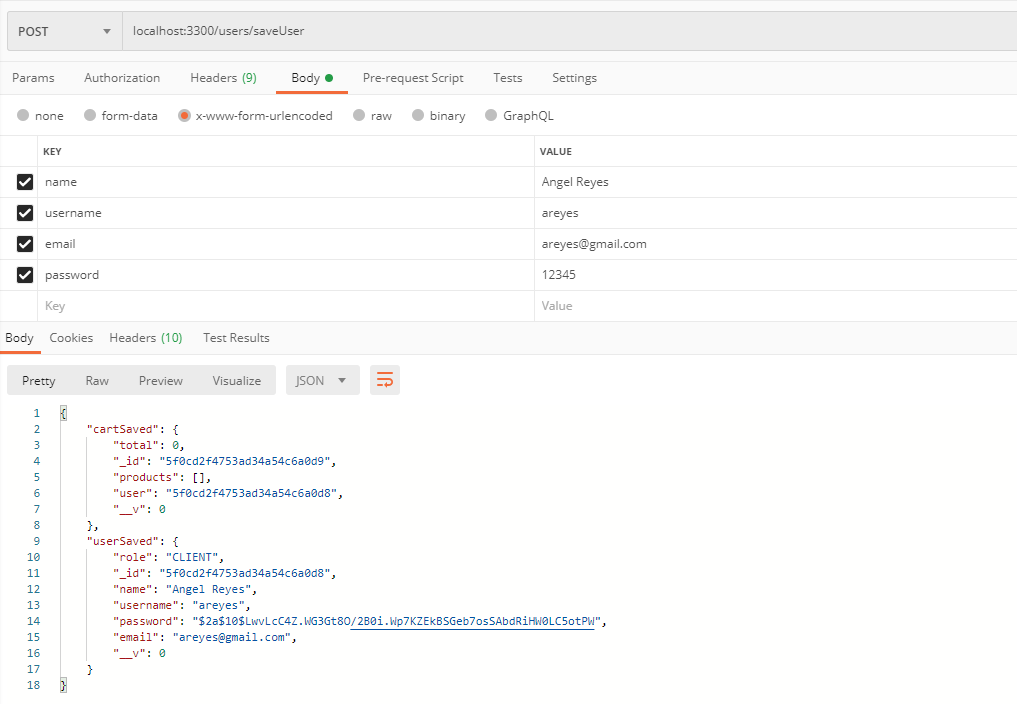 POST localhost:3300/users/saveUser
Params Authorization Headers (9) Body Pre-request Script Tests Settings
none form-data x-www-form-urlencoded raw binary GraphQL
KEY VALUE
name Angel Reyes
username areyes
email areyes@gmail.com
password 12345
Key Value
Body Cookies Headers (10) Test Results
Pretty Raw Preview Visualize JSON
1 {
2 "cartSaved": {
3 "total": 0,
4 "_id": "5f0cd2f4753ad34a54c6a0d9",
5 "products": [],
6 "user": "5f0cd2f4753ad34a54c6a0d8",
7 "__v": 0
8 },
9 "userSaved": {
10 "role": "CLIENT",
11 "_id": "5f0cd2f4753ad34a54c6a0d8",
12 "name": "Angel Reyes",
13 "username": "areyes",
14 "password": "$2a$10$LwvLcC4Z.WG3Gt8O/2B0i.Wp7KZEkBSGeb7osSAbdRiHW0LC5otPW",
15 "email": "areyes@gmail.com",
16 "__v": 0
17 }
18 }